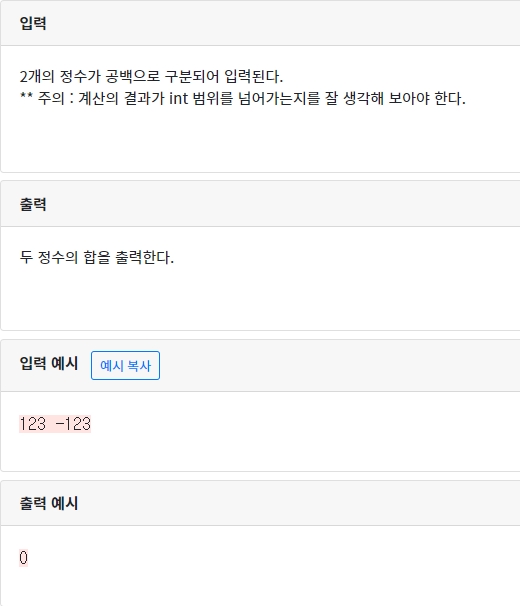 입력
2개의 정수가 공백으로 구분되어 입력된다.
** 주의 : 계산의 결과가 int 범위를 넘어가는지를 잘 생각해 보아야 한다.
출력
두 정수의 합을 출력한다.
입력 예시 예시 복사
123 -123
출력 예시
0